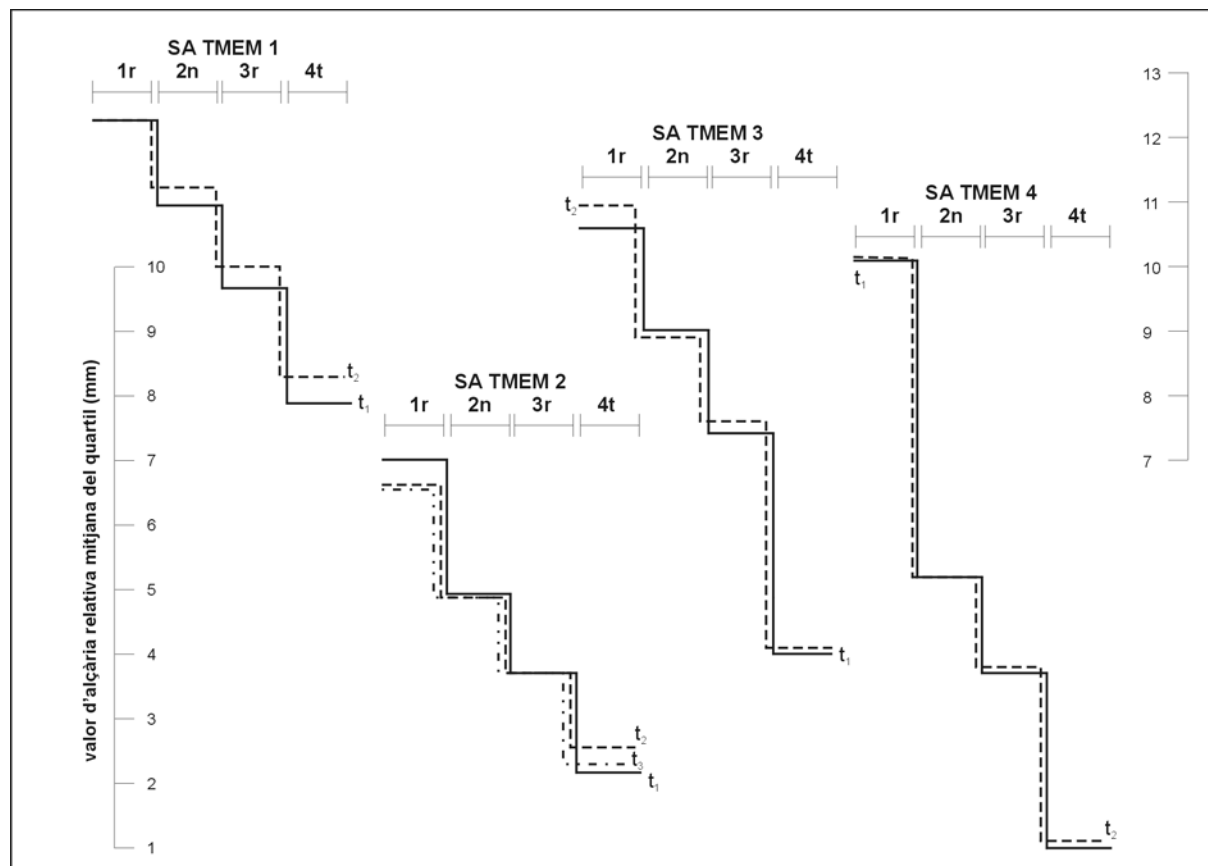 SA TMEM 1
1r 2n 3r 4t
t₂
t₁
SA TMEM 2
1r 2n 3r 4t
t₂
t₃
t₁
SA TMEM 3
1r 2n 3r 4t
t₂
t₁
SA TMEM 4
1r 2n 3r 4t
t₁
t₂
valor d'alçària relativa mitjana del quartil (mm)
10
9
8
7
6
5
4
3
2
1
13
12
11
10
9
8
7